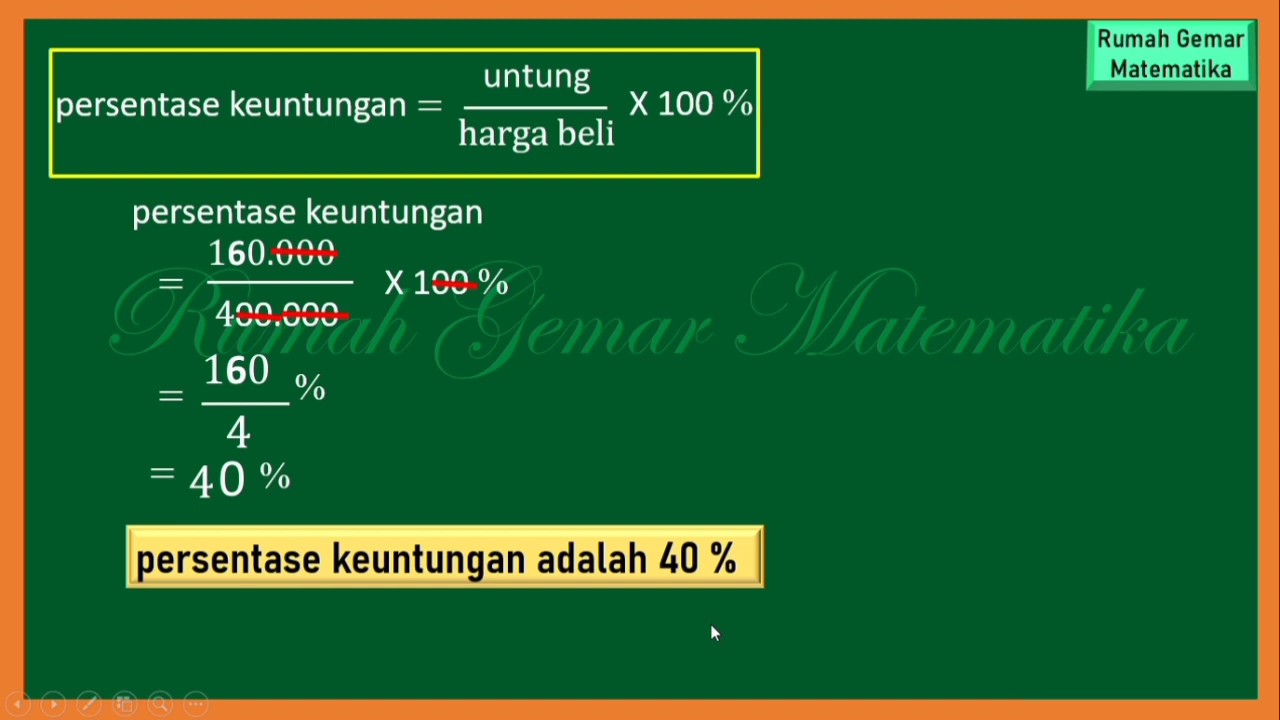 Rumah Gemar
Matematika
persentase keuntungan = untung / harga beli X 100 %
persentase keuntungan
= 160.000 / 400.000 X 100 %
= 160 / 4 %
= 40 %
persentase keuntungan adalah 40 %
Rumah Gemar Matematika